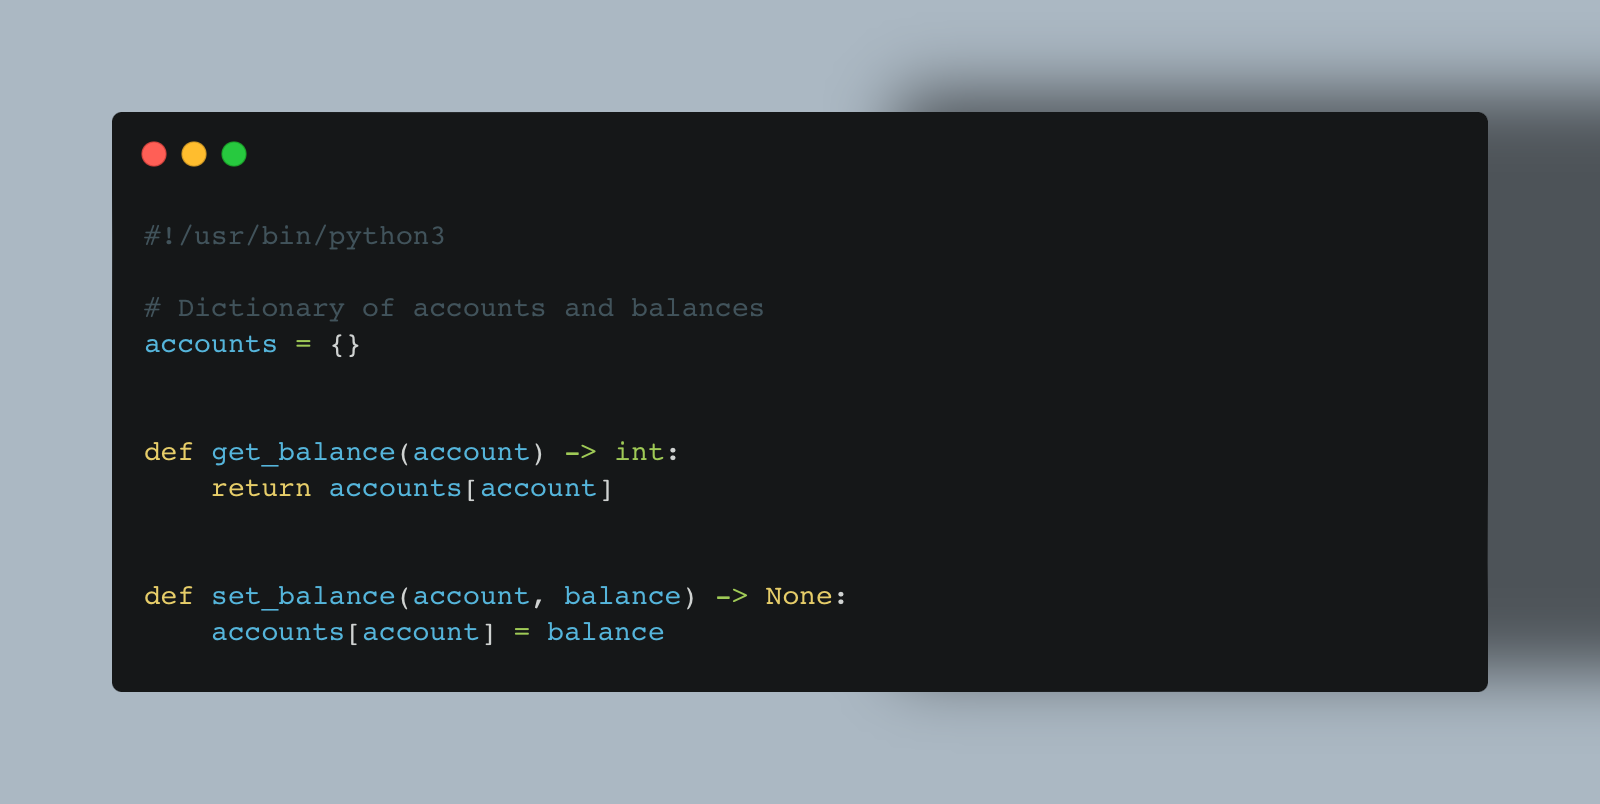 #!/usr/bin/python3
# Dictionary of accounts and balances
accounts = {}
def get_balance(account) -> int:
    return accounts[account]
def set_balance(account, balance) -> None:
    accounts[account] = balance